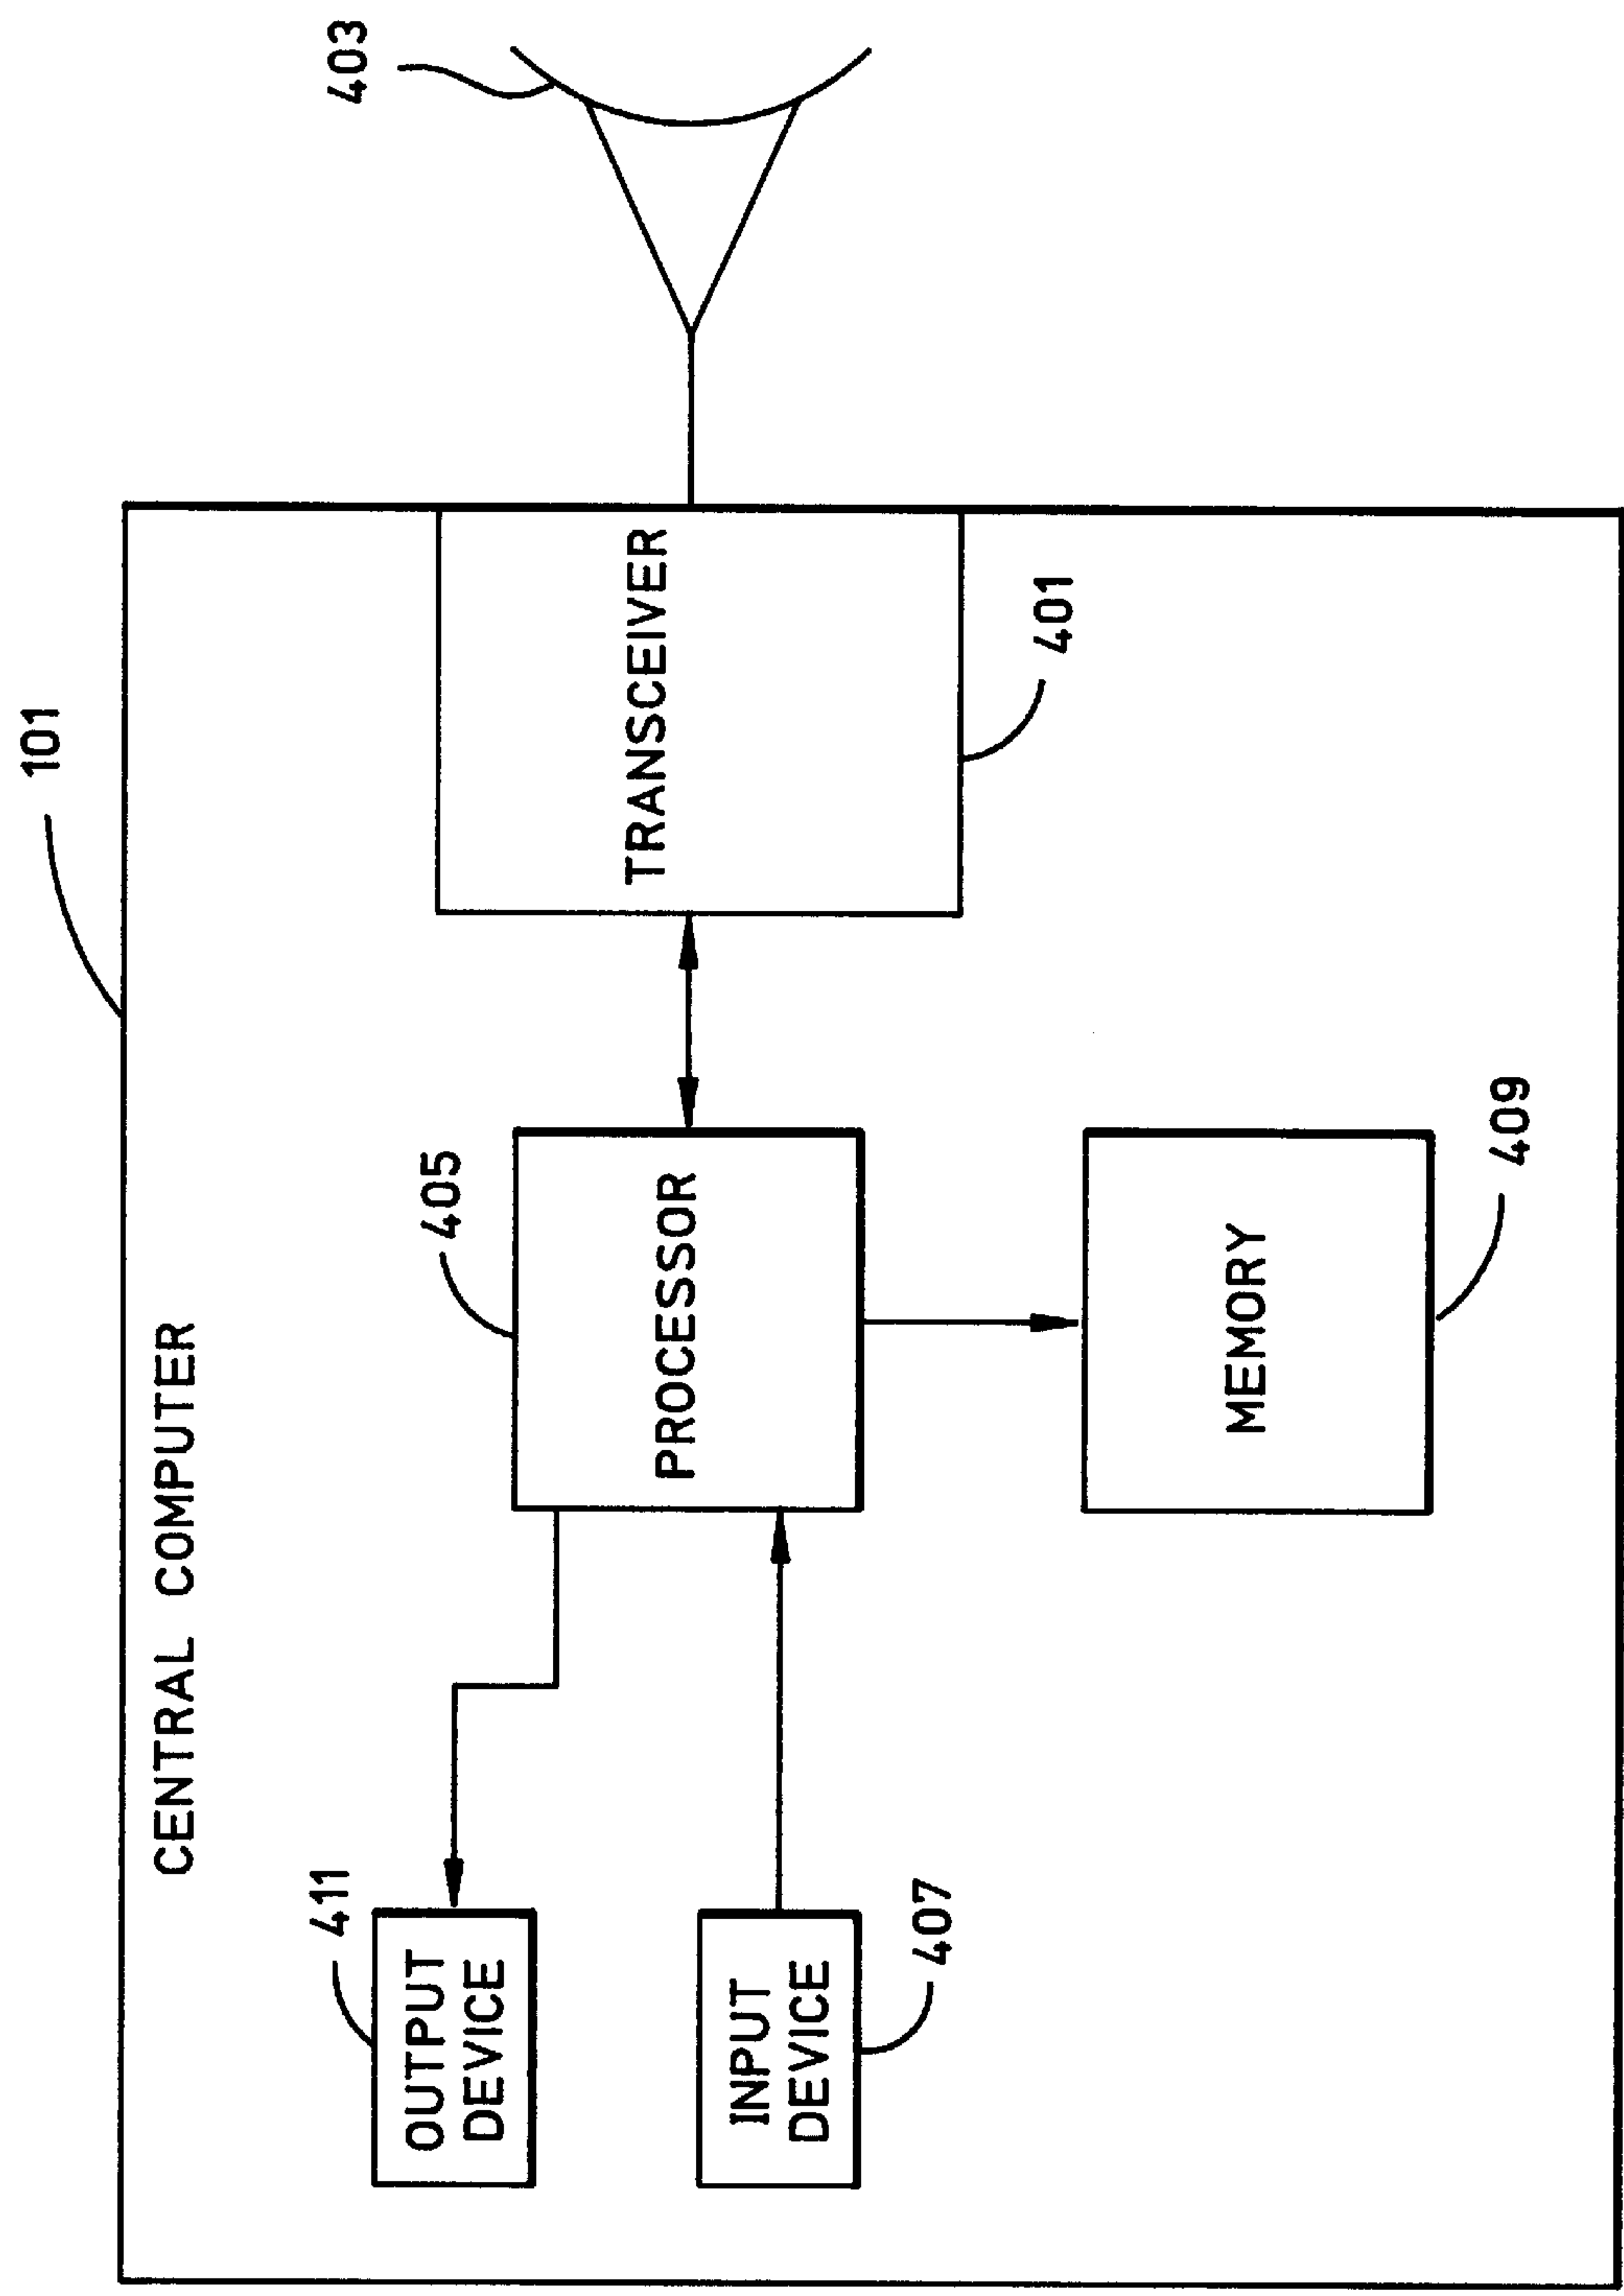 101
CENTRAL COMPUTER
403
411
OUTPUT
DEVICE
405
PROCESSOR
TRANSCEIVER
INPUT
DEVICE
407
401
MEMORY
409